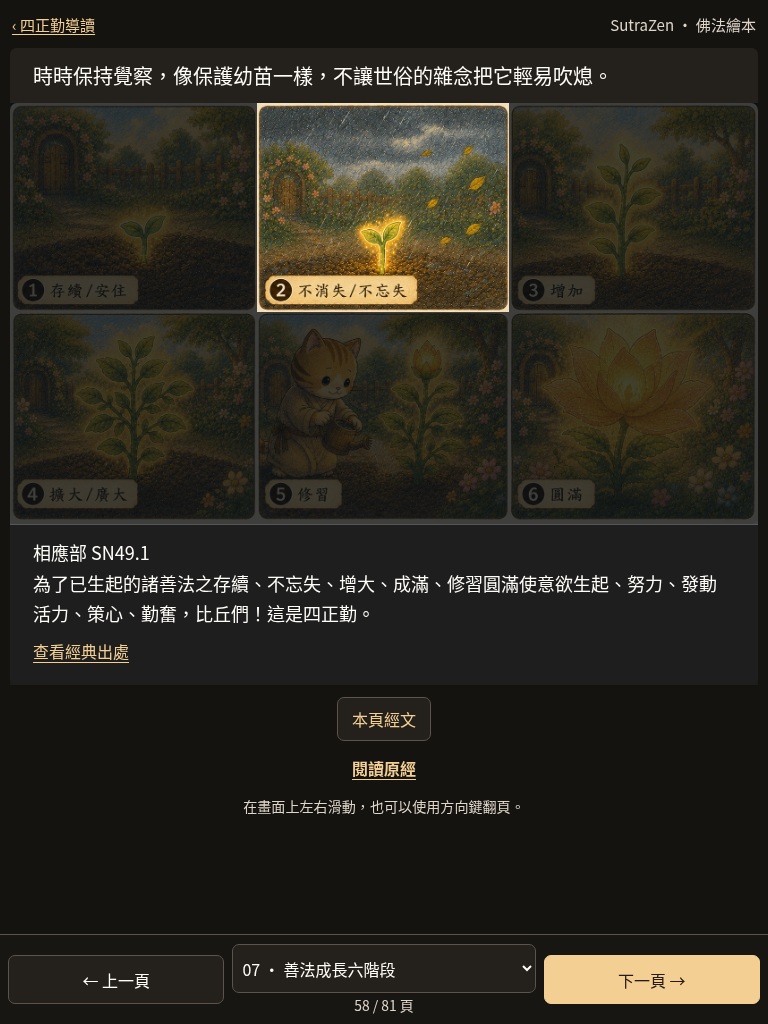 ‹ 四正勤導讀
SutraZen · 佛法繪本
時時保持覺察，像保護幼苗一樣，不讓世俗的雜念把它輕易吹熄。
1 存續/安住
2 不消失/不忘失
3 增加
4 擴大/廣大
5 修習
6 圓滿
相應部 SN49.1
為了已生起的諸善法之存續、不忘失、增大、成滿、修習圓滿使意欲生起、努力、發動
活力、策心、勤奮，比丘們！這是四正勤。
查看經典出處
本頁經文
閱讀原經
在畫面上左右滑動，也可以使用方向鍵翻頁。
← 上一頁
07 · 善法成長六階段
下一頁 →
58 / 81 頁